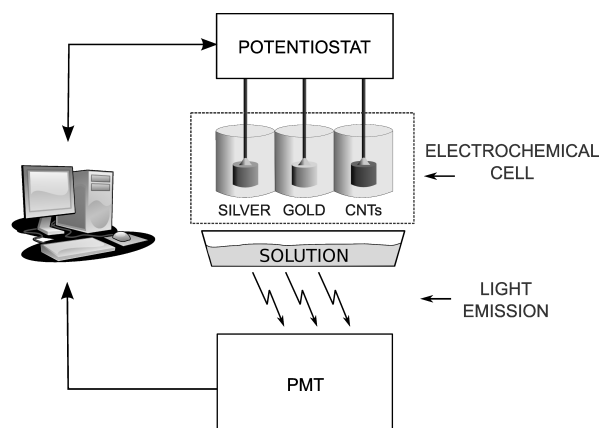 POTENTIOSTAT
ELECTROCHEMICAL
CELL
SILVER GOLD CNTs
SOLUTION
LIGHT
EMISSION
PMT